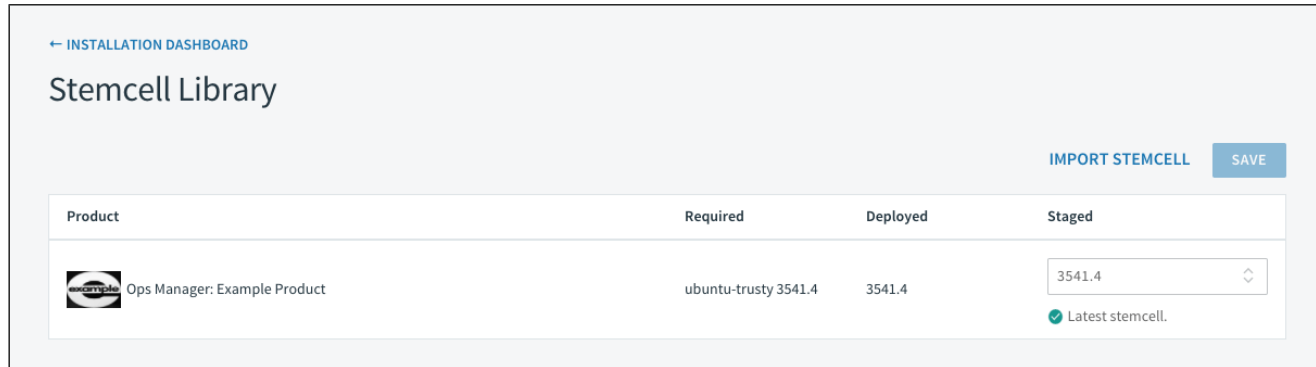 ← INSTALLATION DASHBOARD
Stemcell Library
IMPORT STEMCELL SAVE
Product Required Deployed Staged
example Ops Manager: Example Product ubuntu-trusty 3541.4 3541.4 3541.4
Latest stemcell.